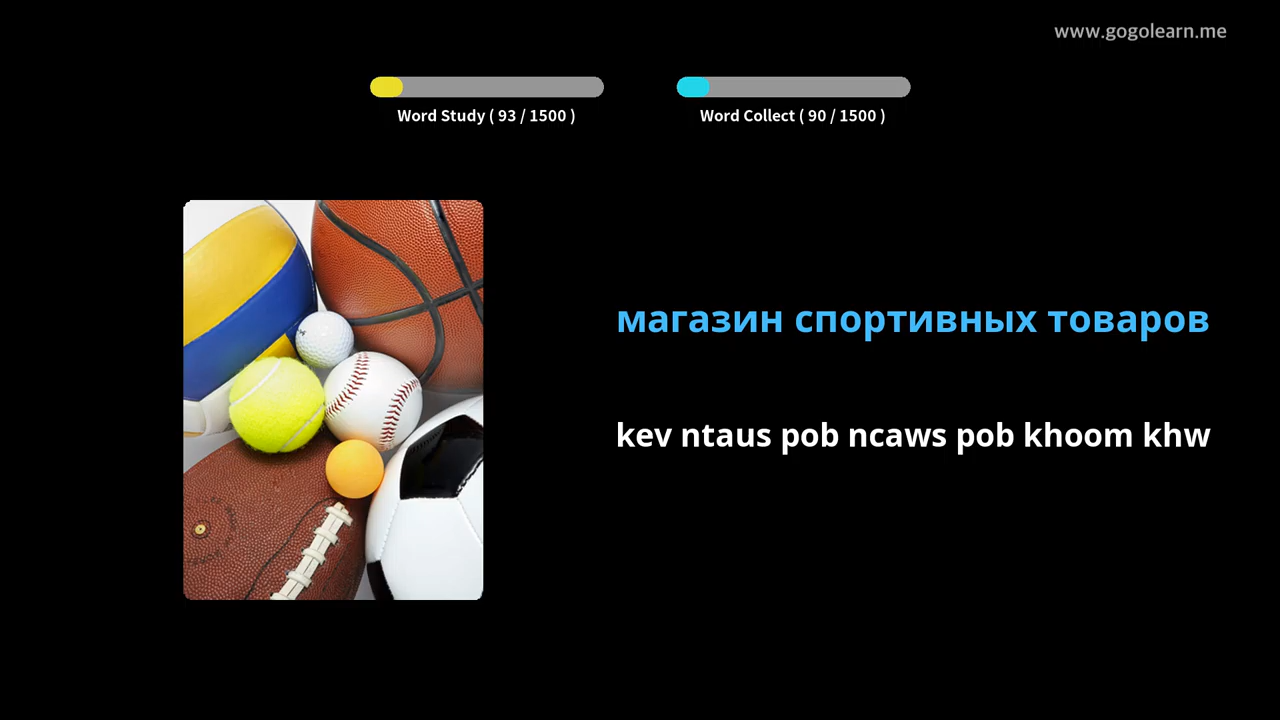 www.gogolearn.me
Word Study ( 93 / 1500 )
Word Collect ( 90 / 1500 )
магазин спортивных товаров
kev ntaus pob ncaws pob khoom khw